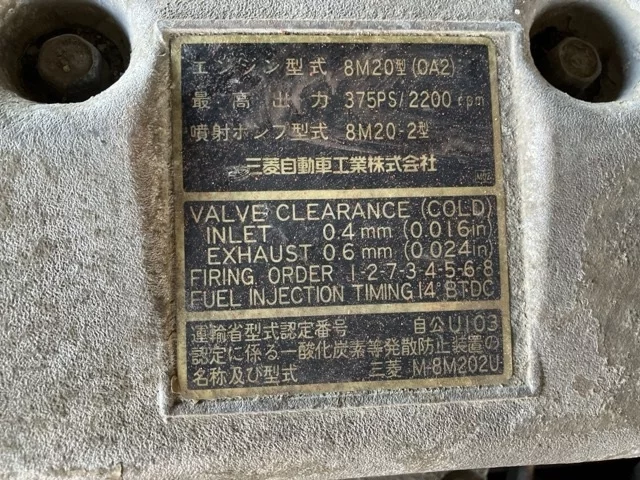 エンジン型式 8M20型(0A2)
最高出力 375PS/2200rpm
噴射ポンプ型式 8M20-2型
三菱自動車工業株式会社
VALVE CLEARANCE (COLD)
INLET 0.4 mm (0.016in)
EXHAUST 0.6 mm (0.024in)
FIRING ORDER 1-2-7-3-4-5-6-8
FUEL INJECTION TIMING 14° BTDC
運輸省型式認定番号 自公U103
認定に係る一酸化炭素等発散防止装置の
名称及び型式 三菱 M-8M202U